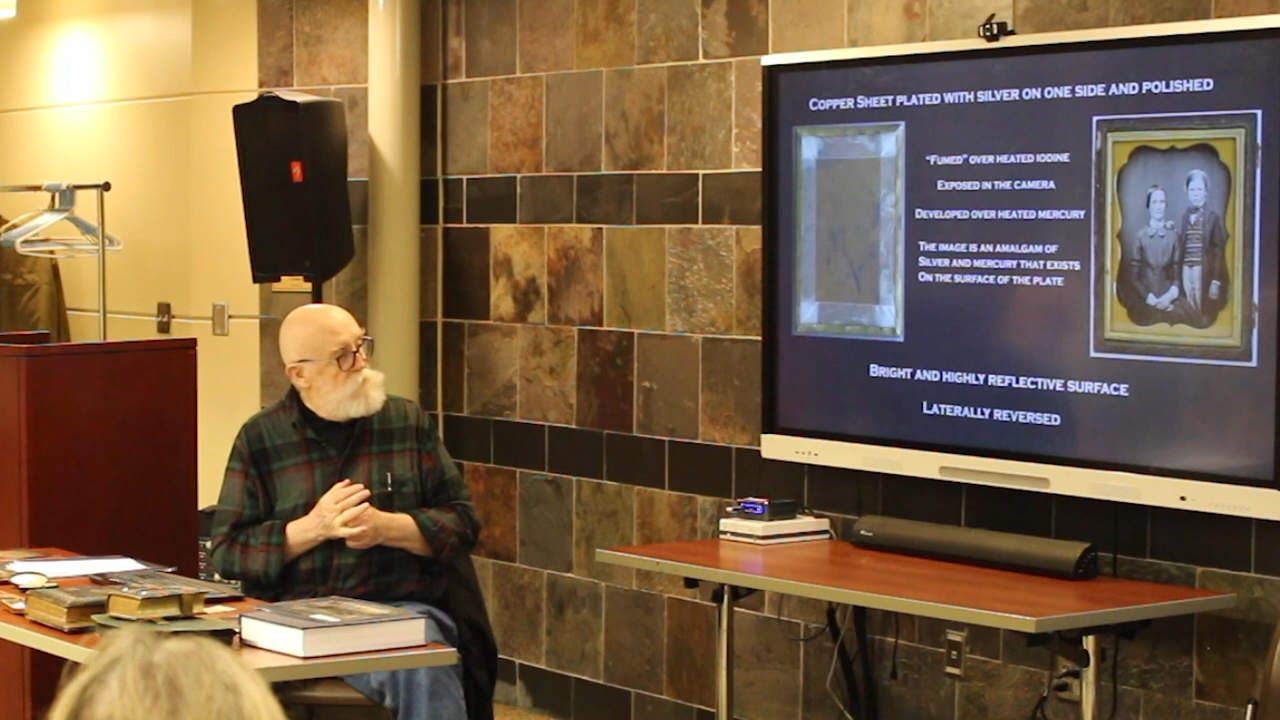 COPPER SHEET PLATED WITH SILVER ON ONE SIDE AND POLISHED
"FUMED" OVER HEATED IODINE
EXPOSED IN THE CAMERA
DEVELOPED OVER HEATED MERCURY
THE IMAGE IS AN AMALGAM OF
SILVER AND MERCURY THAT EXISTS
ON THE SURFACE OF THE PLATE
BRIGHT AND HIGHLY REFLECTIVE SURFACE
LATERALLY REVERSED